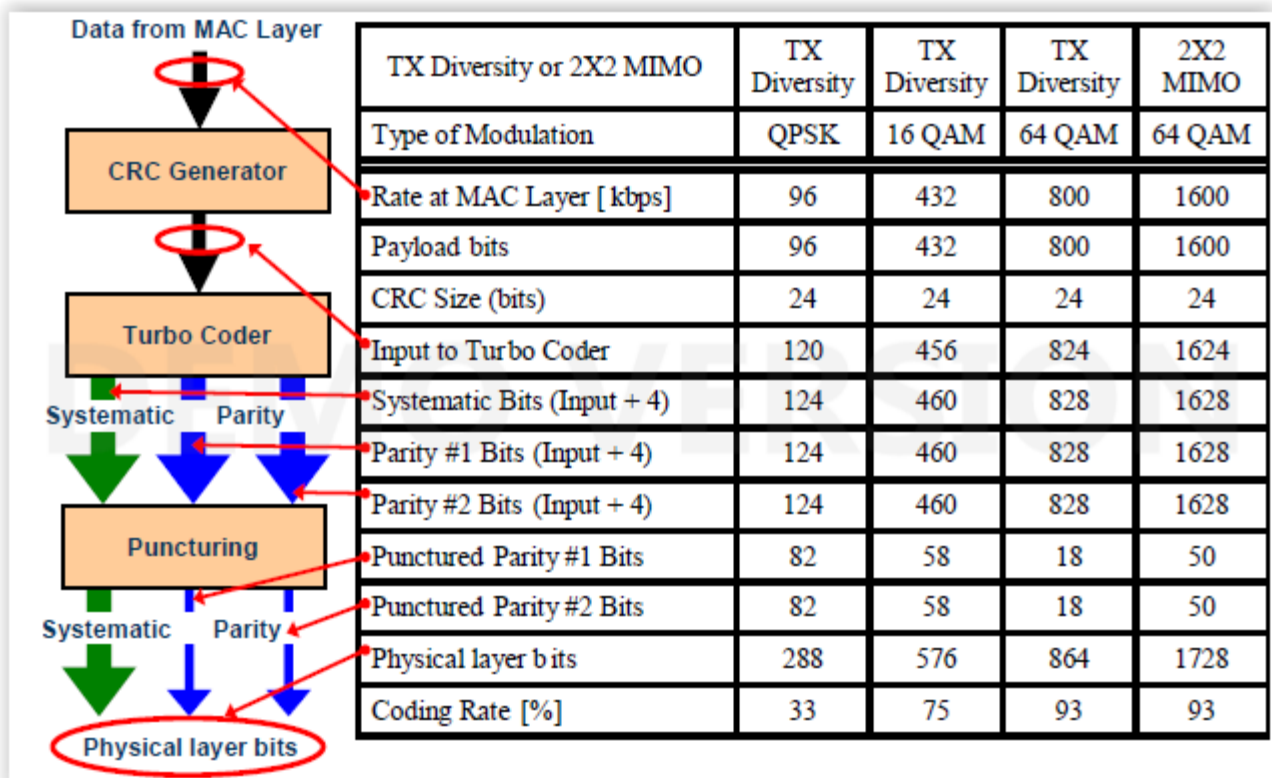 Data from MAC Layer
CRC Generator
Turbo Coder
Systematic Parity
Puncturing
Systematic Parity
Physical layer bits
TX Diversity or 2X2 MIMO TX Diversity TX Diversity TX Diversity 2X2 MIMO
Type of Modulation QPSK 16 QAM 64 QAM 64 QAM
Rate at MAC Layer [ kbps] 96 432 800 1600
Payload bits 96 432 800 1600
CRC Size (bits) 24 24 24 24
Input to Turbo Coder 120 456 824 1624
Systematic Bits (Input + 4) 124 460 828 1628
Parity #1 Bits (Input + 4) 124 460 828 1628
Parity #2 Bits (Input + 4) 124 460 828 1628
Punctured Parity #1 Bits 82 58 18 50
Punctured Parity #2 Bits 82 58 18 50
Physical layer bits 288 576 864 1728
Coding Rate [%] 33 75 93 93
DEMO VERSION